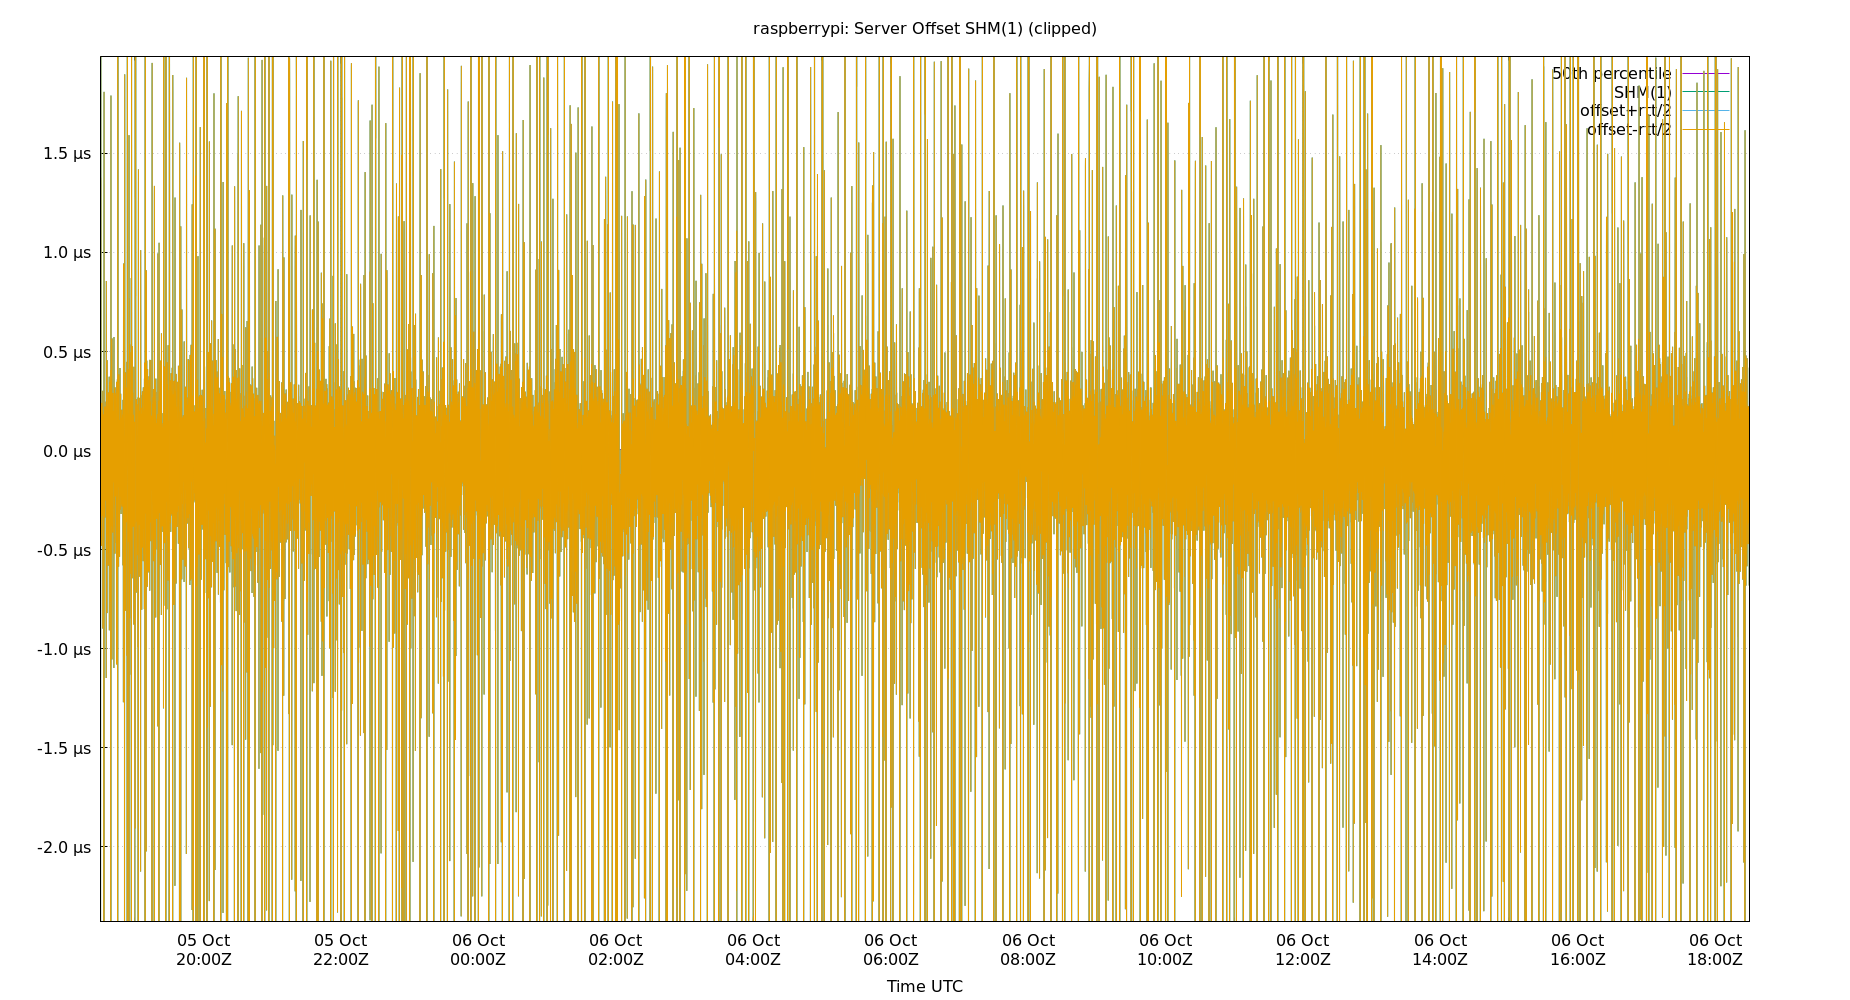 raspberrypi: Server Offset SHM(1) (clipped)
50th percentile
SHM(1)
offset+rtt/2
offset-rtt/2
1.5 µs
1.0 µs
0.5 µs
0.0 µs
-0.5 µs
-1.0 µs
-1.5 µs
-2.0 µs
05 Oct 05 Oct 06 Oct 06 Oct 06 Oct 06 Oct 06 Oct 06 Oct 06 Oct 06 Oct 06 Oct 06 Oct
20:00Z 22:00Z 00:00Z 02:00Z 04:00Z 06:00Z 08:00Z 10:00Z 12:00Z 14:00Z 16:00Z 18:00Z
Time UTC